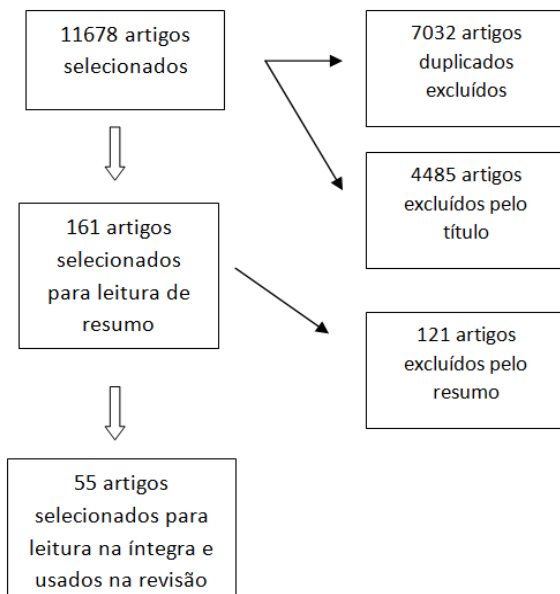 11678 artigos
selecionados
7032 artigos
duplicados
excluídos
4485 artigos
excluídos pelo
título
161 artigos
selecionados
para leitura de
resumo
121 artigos
excluídos pelo
resumo
55 artigos
selecionados para
leitura na íntegra e
usados na revisão